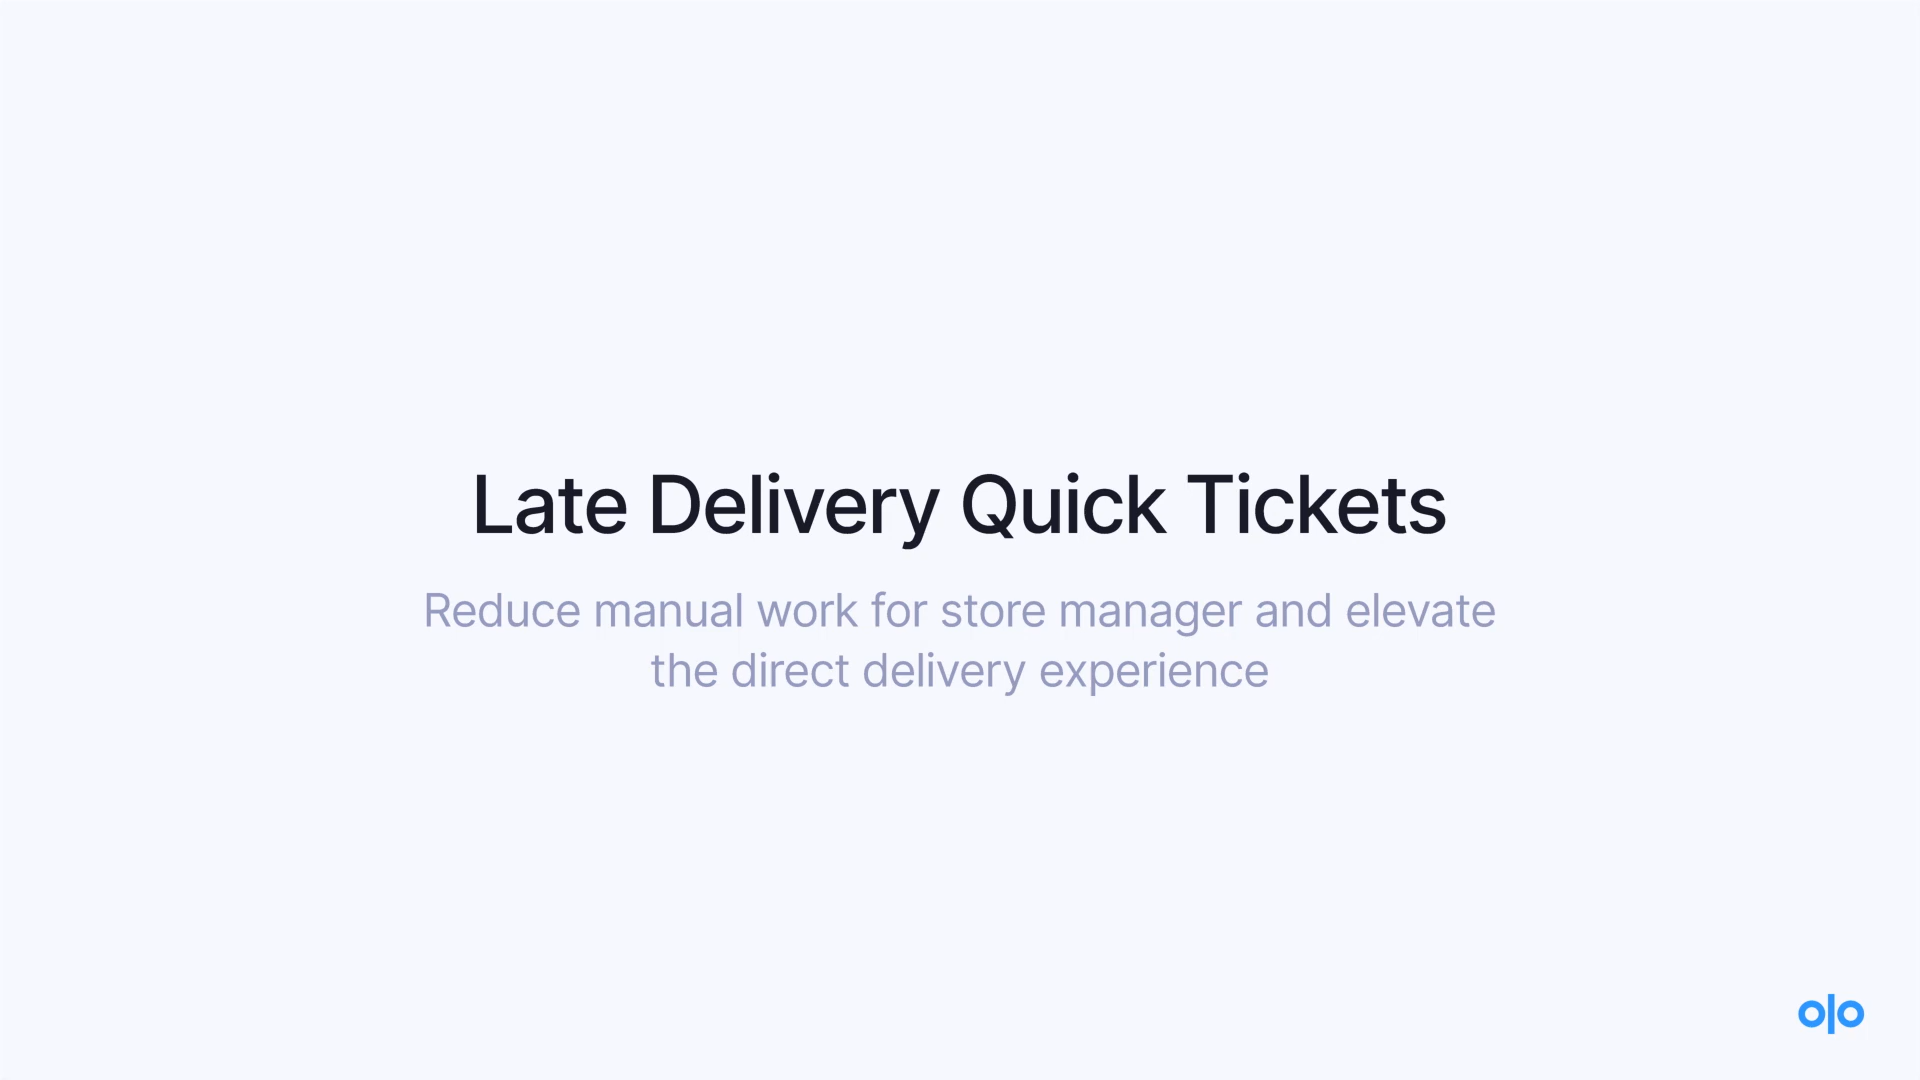 Late Delivery Quick Tickets
Reduce manual work for store manager and elevate
the direct delivery experience
olo